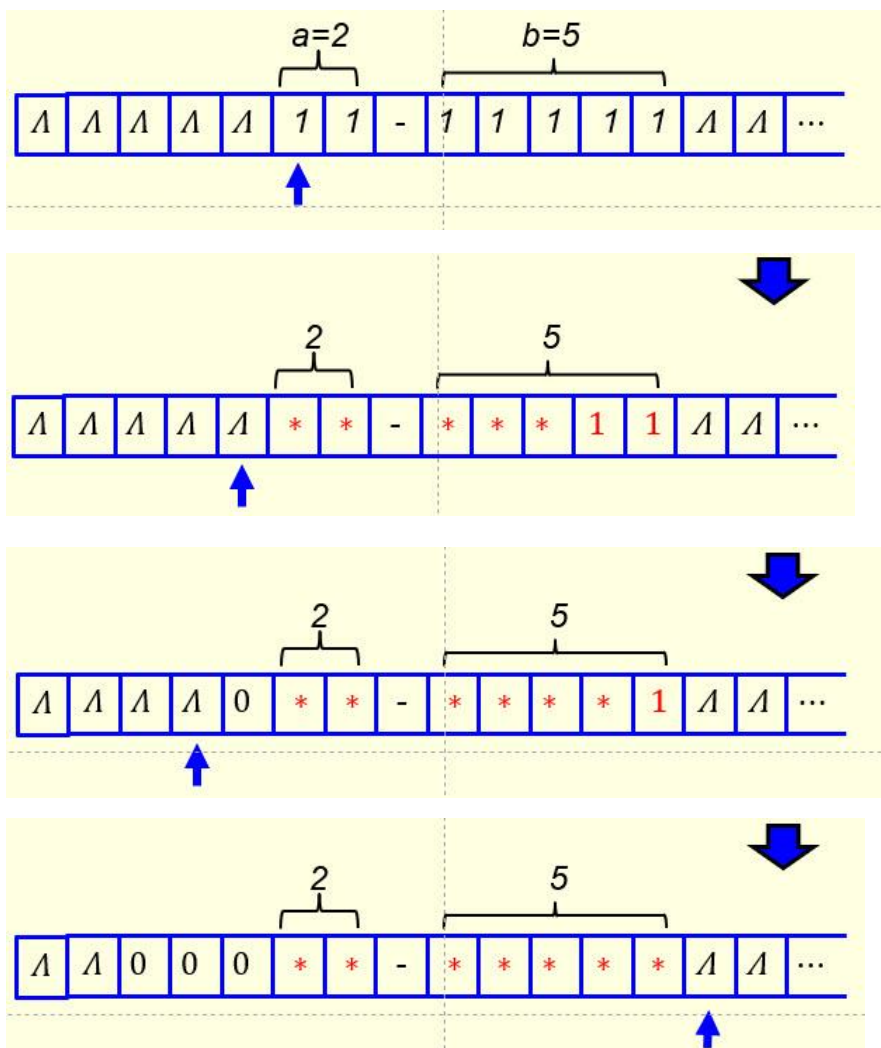 a=2 b=5
Λ Λ Λ Λ Λ 1 1 - 1 1 1 1 1 Λ Λ ⋯
2 5
Λ Λ Λ Λ Λ * * - * * * 1 1 Λ Λ ⋯
2 5
Λ Λ Λ Λ 0 * * - * * * * 1 Λ Λ ⋯
2 5
Λ Λ 0 0 0 * * - * * * * * Λ Λ ⋯